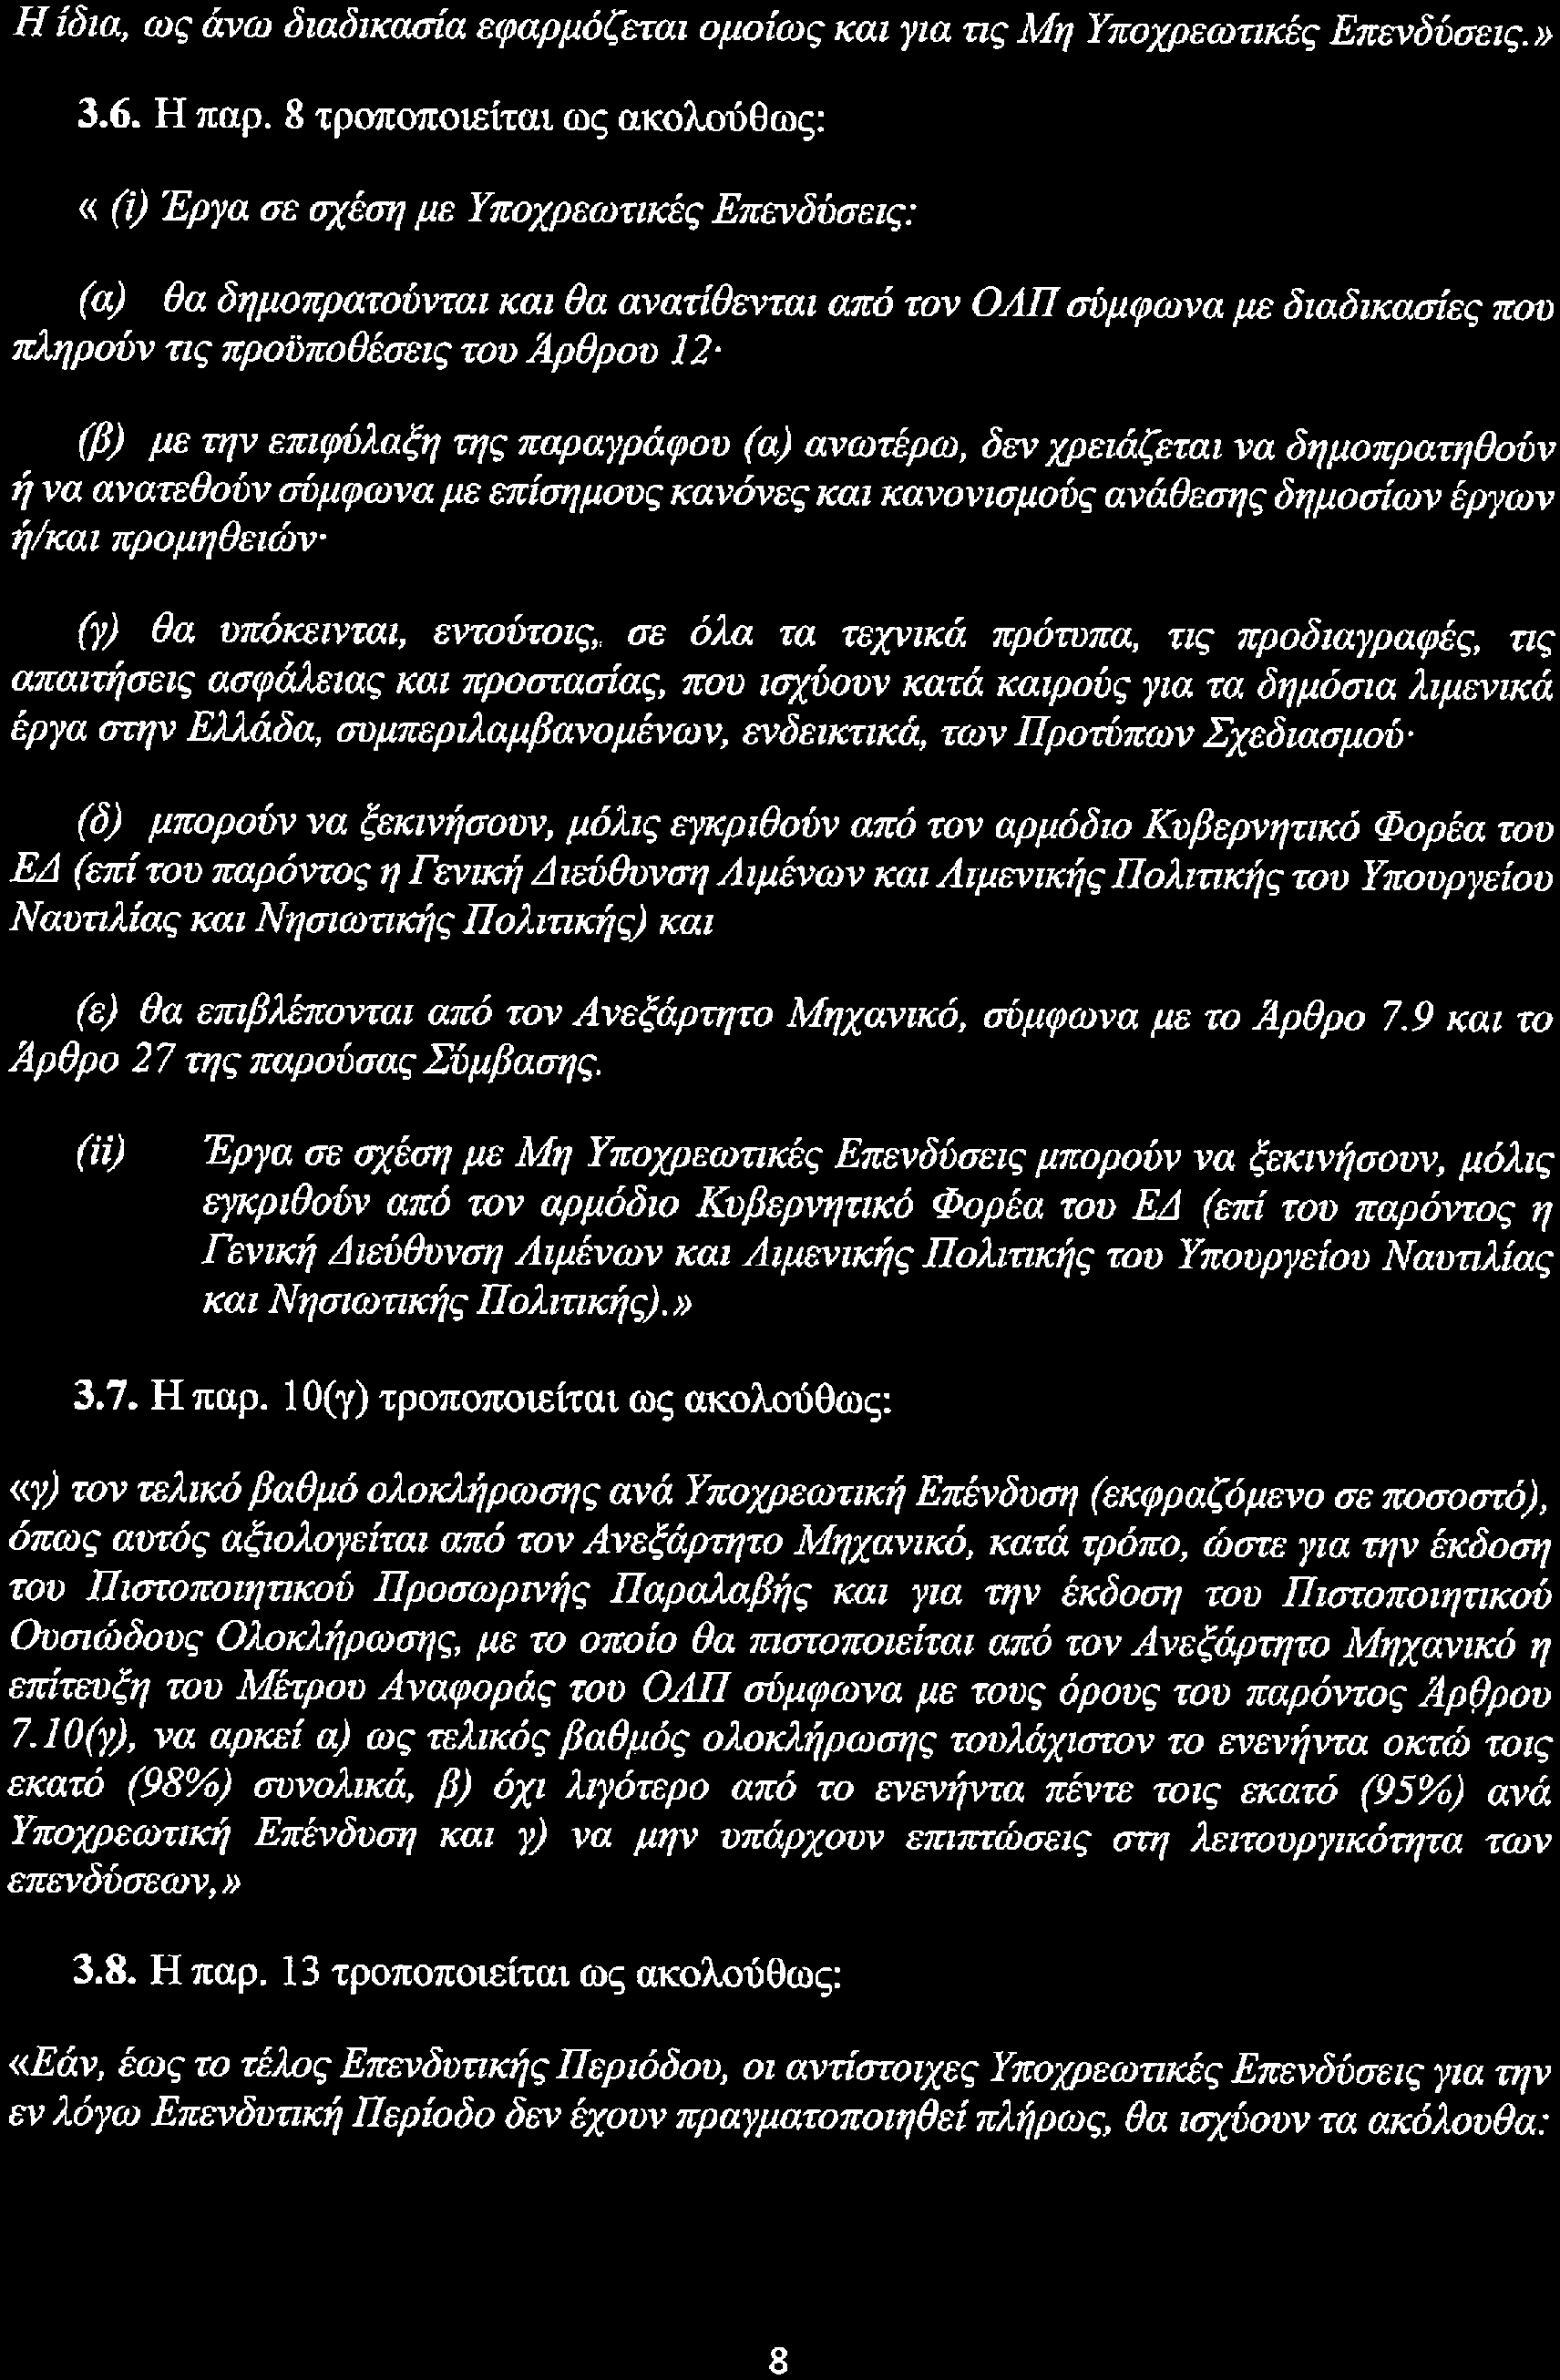 Η ίδια, ως άνω διαδικασία εφαρμόζεται ομοίως και για τις Μη Υποχρεωτικές Επενδύσεις.»
3.6. Η παρ. 8 τροποποιείται ως ακολούθως:
« (i) Έργα σε σχέση με Υποχρεωτικές Επενδύσεις:
(α) θα δημοπρατούνται και θα ανατίθενται από τον ΟΛΠ σύμφωνα με διαδικασίες που
πληρούν τις προϋποθέσεις του Άρθρου 12·
(β) με την επιφύλαξη της παραγράφου (α) ανωτέρω, δεν χρειάζεται να δημοπρατηθούν
ή να ανατεθούν σύμφωνα με επίσημους κανόνες και κανονισμούς ανάθεσης δημοσίων έργων
ή/και προμηθειών·
(γ) θα υπόκεινται, εντούτοις, σε όλα τα τεχνικά πρότυπα, τις προδιαγραφές, τις
απαιτήσεις ασφάλειας και προστασίας, που ισχύουν κατά καιρούς για τα δημόσια λιμενικά
έργα στην Ελλάδα, συμπεριλαμβανομένων, ενδεικτικά, των Προτύπων Σχεδιασμού·
(δ) μπορούν να ξεκινήσουν, μόλις εγκριθούν από τον αρμόδιο Κυβερνητικό Φορέα του
ΕΔ (επί του παρόντος η Γενική Διεύθυνση Λιμένων και Λιμενικής Πολιτικής του Υπουργείου
Ναυτιλίας και Νησιωτικής Πολιτικής) και
(ε) θα επιβλέπονται από τον Ανεξάρτητο Μηχανικό, σύμφωνα με το Άρθρο 7.9 και το
Άρθρο 27 της παρούσας Σύμβασης.
(ii) Έργα σε σχέση με Μη Υποχρεωτικές Επενδύσεις μπορούν να ξεκινήσουν, μόλις
εγκριθούν από τον αρμόδιο Κυβερνητικό Φορέα του ΕΔ (επί του παρόντος η
Γενική Διεύθυνση Λιμένων και Λιμενικής Πολιτικής του Υπουργείου Ναυτιλίας
και Νησιωτικής Πολιτικής).»
3.7. Η παρ. 10(γ) τροποποιείται ως ακολούθως:
«γ) τον τελικό βαθμό ολοκλήρωσης ανά Υποχρεωτική Επένδυση (εκφραζόμενο σε ποσοστό),
όπως αυτός αξιολογείται από τον Ανεξάρτητο Μηχανικό, κατά τρόπο, ώστε για την έκδοση
του Πιστοποιητικού Προσωρινής Παραλαβής και για την έκδοση του Πιστοποιητικού
Ουσιώδους Ολοκλήρωσης, με το οποίο θα πιστοποιείται από τον Ανεξάρτητο Μηχανικό η
επίτευξη του Μέτρου Αναφοράς του ΟΛΠ σύμφωνα με τους όρους του παρόντος Άρθρου
7.10(γ), να αρκεί α) ως τελικός βαθμός ολοκλήρωσης τουλάχιστον το ενενήντα οκτώ τοις
εκατό (98%) συνολικά, β) όχι λιγότερο από το ενενήντα πέντε τοις εκατό (95%) ανά
Υποχρεωτική Επένδυση και γ) να μην υπάρχουν επιπτώσεις στη λειτουργικότητα των
επενδύσεων,»
3.8. Η παρ. 13 τροποποιείται ως ακολούθως:
«Εάν, έως το τέλος Επενδυτικής Περιόδου, οι αντίστοιχες Υποχρεωτικές Επενδύσεις για την
εν λόγω Επενδυτική Περίοδο δεν έχουν πραγματοποιηθεί πλήρως, θα ισχύουν τα ακόλουθα:
8